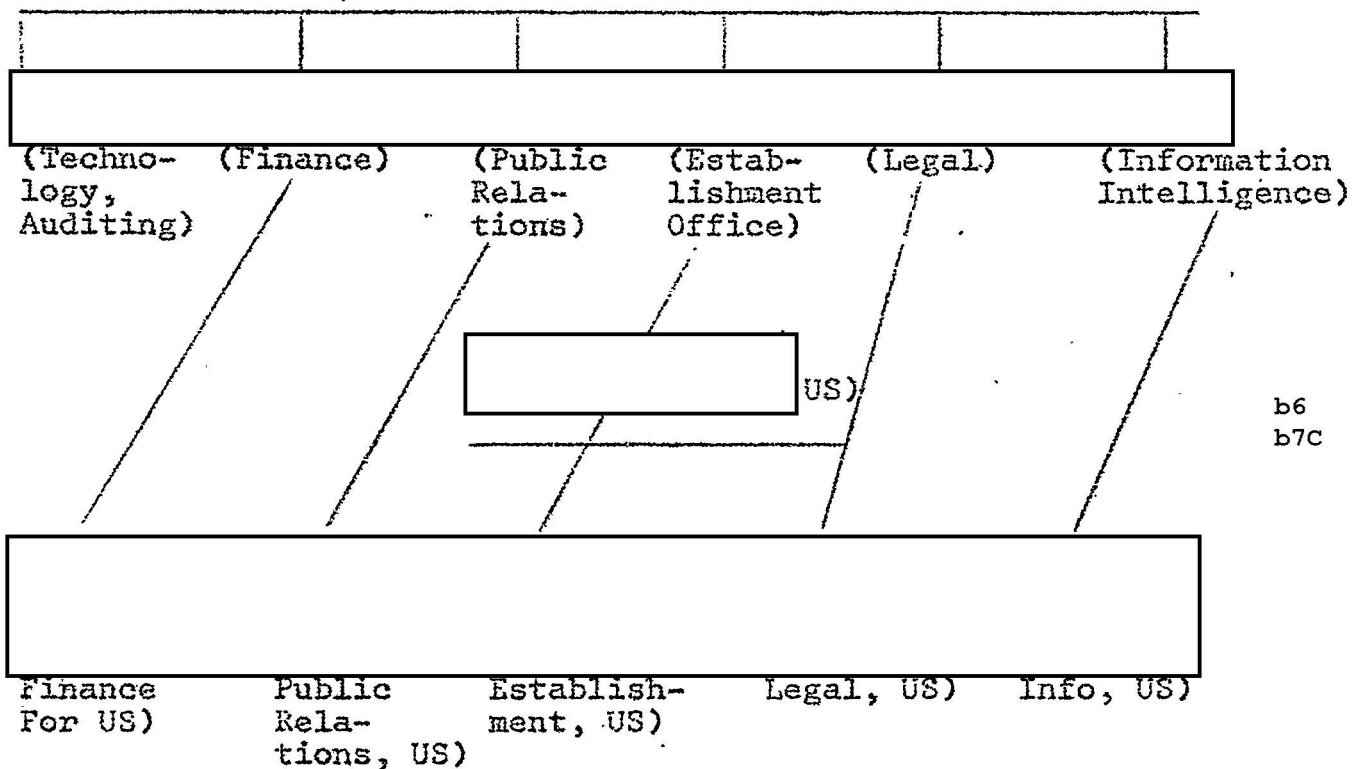 (Techno- (Finance) (Public (Estab- (Legal) (Information
logy, Rela- lishment Intelligence)
Auditing) tions) Office)
US)
b6
b7C
Finance Public Establish- Legal, US) Info, US)
For US) Rela- ment, US)
tions, US)